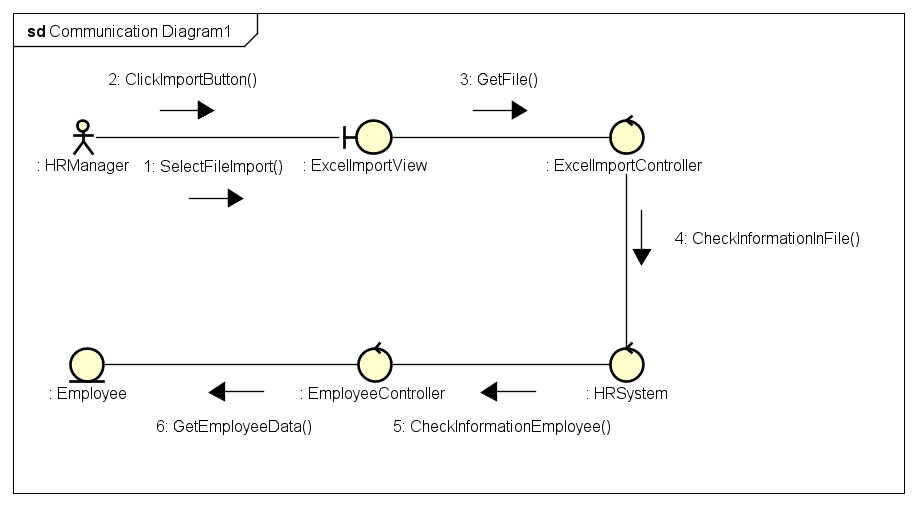 sd Communication Diagram1
2: ClickImportButton()
3: GetFile()
: HRManager
1: SelectFileImport()
: ExcelImportView
: ExcelImportController
4: CheckInformationInFile()
: Employee
: EmployeeController
: HRSystem
6: GetEmployeeData()
5: CheckInformationEmployee()